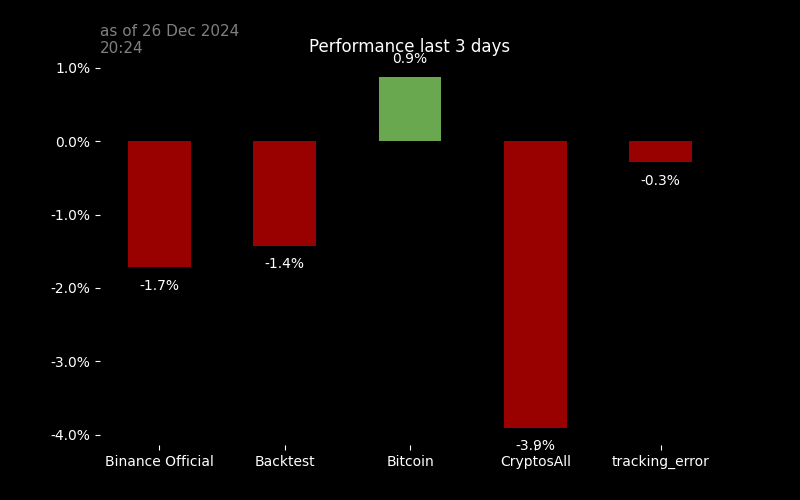 as of 26 Dec 2024
20:24
Performance last 3 days
0.9%
1.0%
0.0%
-0.3%
-1.0%
-1.4%
-1.7%
-2.0%
-3.0%
-4.0%
-3.9%
Binance Official
Backtest
Bitcoin
CryptosAll
tracking_error